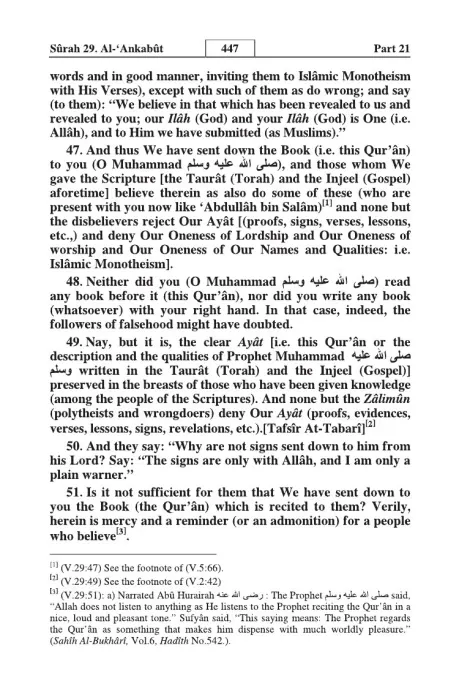 Sûrah 29. Al-‘Ankabût 447 Part 21
words and in good manner, inviting them to Islâmic Monotheism
with His Verses), except with such of them as do wrong; and say
(to them): “We believe in that which has been revealed to us and
revealed to you; our Ilâh (God) and your Ilâh (God) is One (i.e.
Allâh), and to Him we have submitted (as Muslims).”
47. And thus We have sent down the Book (i.e. this Qur’ân)
to you (O Muhammad صلى الله عليه وسلم), and those whom We
gave the Scripture [the Taurât (Torah) and the Injeel (Gospel)
aforetime] believe therein as also do some of these (who are
present with you now like ‘Abdullâh bin Salâm)[1] and none but
the disbelievers reject Our Ayât [(proofs, signs, verses, lessons,
etc.,) and deny Our Oneness of Lordship and Our Oneness of
worship and Our Oneness of Our Names and Qualities: i.e.
Islâmic Monotheism].
48. Neither did you (O Muhammad صلى الله عليه وسلم) read
any book before it (this Qur’ân), nor did you write any book
(whatsoever) with your right hand. In that case, indeed, the
followers of falsehood might have doubted.
49. Nay, but it is, the clear Ayât [i.e. this Qur’ân or the
description and the qualities of Prophet Muhammad صلى الله عليه
وسلم written in the Taurât (Torah) and the Injeel (Gospel)]
preserved in the breasts of those who have been given knowledge
(among the people of the Scriptures). And none but the Zâlimûn
(polytheists and wrongdoers) deny Our Ayât (proofs, evidences,
verses, lessons, signs, revelations, etc.).[Tafsîr At-Tabarî][2]
50. And they say: “Why are not signs sent down to him from
his Lord? Say: “The signs are only with Allâh, and I am only a
plain warner.”
51. Is it not sufficient for them that We have sent down to
you the Book (the Qur’ân) which is recited to them? Verily,
herein is mercy and a reminder (or an admonition) for a people
who believe[3].
[1] (V.29:47) See the footnote of (V.5:66).
[2] (V.29:49) See the footnote of (V.2:42)
[3] (V.29:51): a) Narrated Abû Hurairah رضى الله عنه : The Prophet صلى الله عليه وسلم said,
“Allah does not listen to anything as He listens to the Prophet reciting the Qur’ân in a
nice, loud and pleasant tone.” Sufyân said, “This saying means: The Prophet regards
the Qur’ân as something that makes him dispense with much worldly pleasure.”
(Sahîh Al-Bukhârî, Vol.6, Hadîth No.542.).